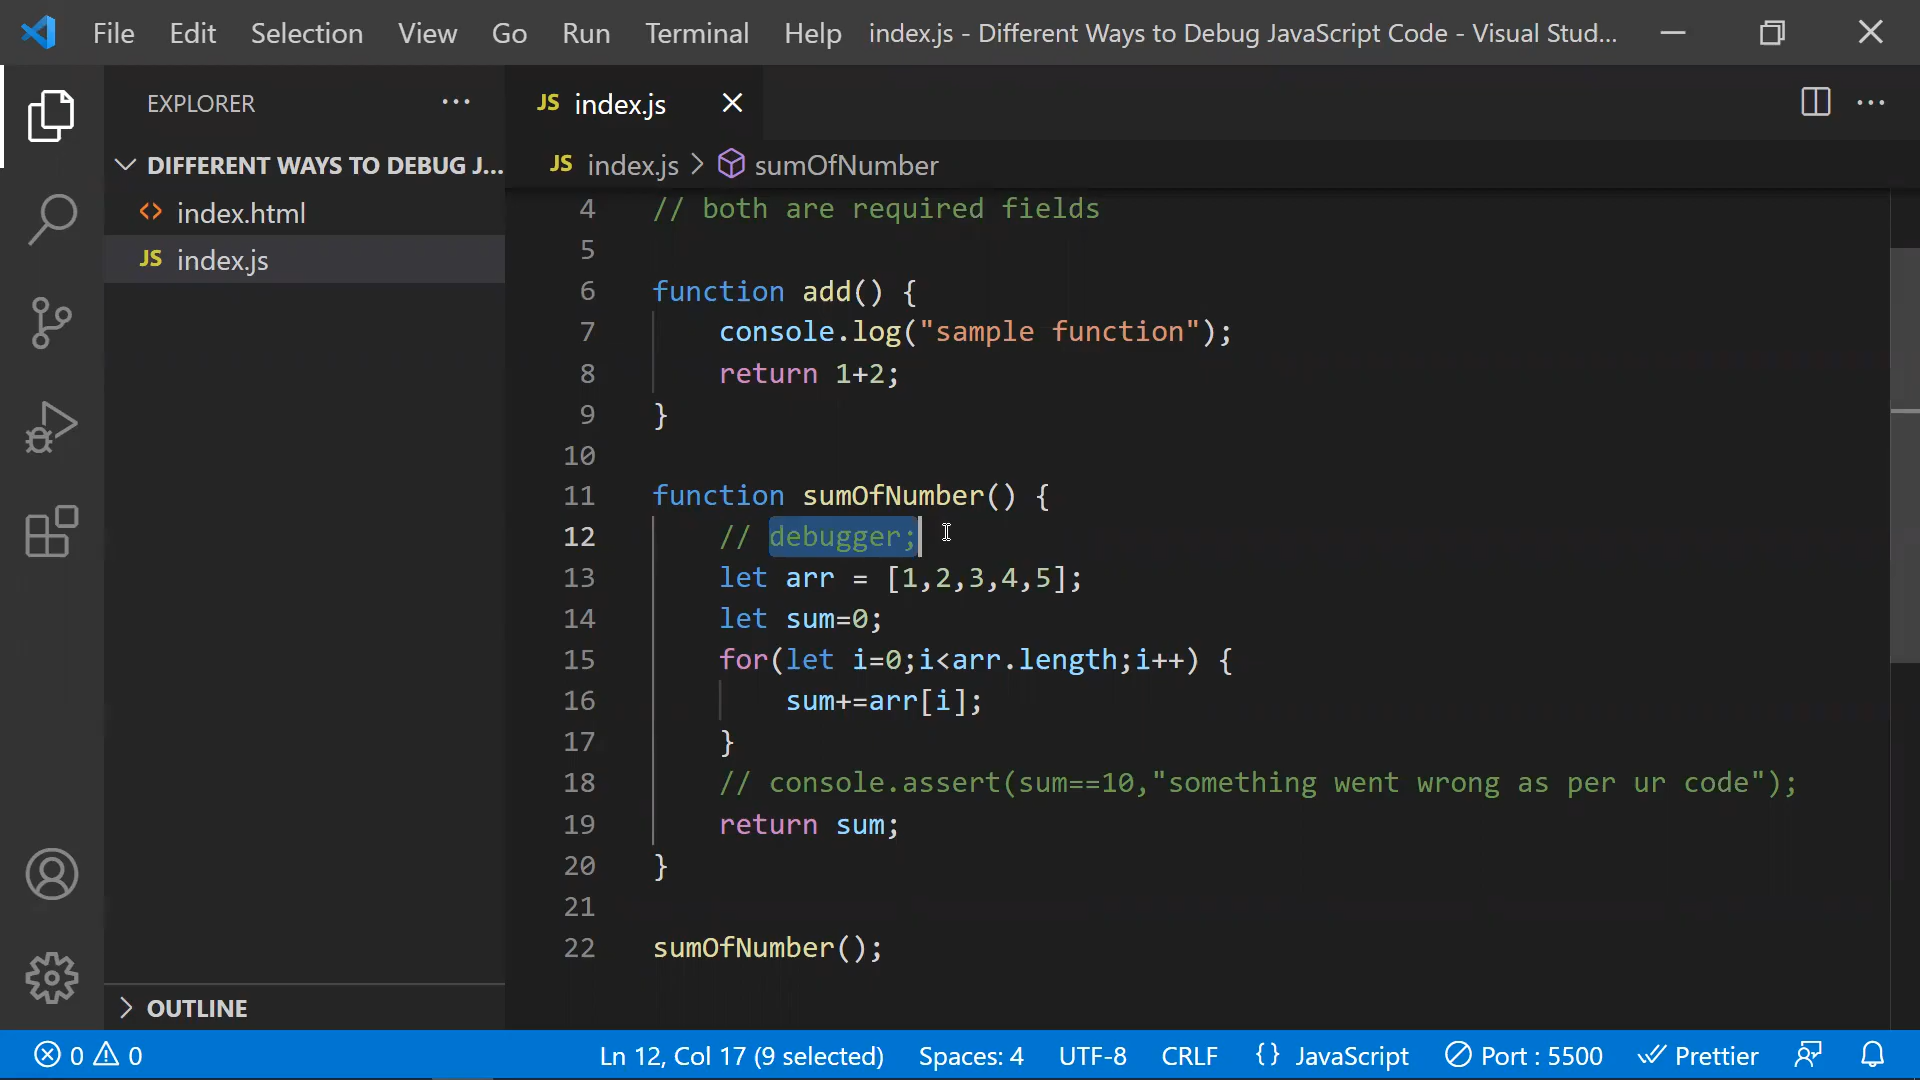 File Edit Selection View Go Run Terminal Help index.js - Different Ways to Debug JavaScript Code - Visual Stud...
EXPLORER ...
DIFFERENT WAYS TO DEBUG J...
<> index.html
JS index.js
OUTLINE
JS index.js
JS index.js > sumOfNumber
4 // both are required fields
5
6 function add() {
7 console.log("sample function");
8 return 1+2;
9 }
10
11 function sumOfNumber() {
12 // debugger;
13 let arr = [1,2,3,4,5];
14 let sum=0;
15 for(let i=0;i<arr.length;i++) {
16 sum+=arr[i];
17 }
18 // console.assert(sum==10,"something went wrong as per ur code");
19 return sum;
20 }
21
22 sumOfNumber();
0 0 Ln 12, Col 17 (9 selected) Spaces: 4 UTF-8 CRLF {} JavaScript Port : 5500 Prettier